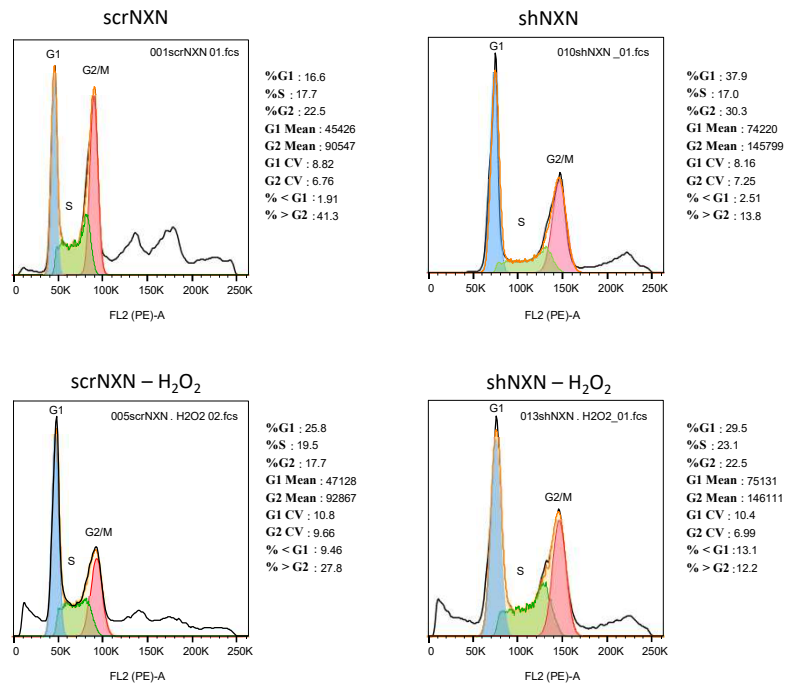 scrNXN
001scrNXN 01.fcs
G1
G2/M
S
0 50K 100K 150K 200K 250K
FL2 (PE)-A
%G1 : 16.6
%S : 17.7
%G2 : 22.5
G1 Mean : 45426
G2 Mean : 90547
G1 CV : 8.82
G2 CV : 6.76
% < G1 : 1.91
% > G2 : 41.3
shNXN
010shNXN _01.fcs
G1
G2/M
S
0 50K 100K 150K 200K 250K
FL2 (PE)-A
%G1 : 37.9
%S : 17.0
%G2 : 30.3
G1 Mean : 74220
G2 Mean : 145799
G1 CV : 8.16
G2 CV : 7.25
% < G1 : 2.51
% > G2 : 13.8
scrNXN – H₂O₂
005scrNXN . H2O2 02.fcs
G1
G2/M
S
0 50K 100K 150K 200K 250K
FL2 (PE)-A
%G1 : 25.8
%S : 19.5
%G2 : 17.7
G1 Mean : 47128
G2 Mean : 92867
G1 CV : 10.8
G2 CV : 9.66
% < G1 : 9.46
% > G2 : 27.8
shNXN – H₂O₂
013shNXN . H2O2_01.fcs
G1
G2/M
S
0 50K 100K 150K 200K 250K
FL2 (PE)-A
%G1 : 29.5
%S : 23.1
%G2 : 22.5
G1 Mean : 75131
G2 Mean : 146111
G1 CV : 10.4
G2 CV : 6.99
% < G1 : 13.1
% > G2 : 12.2